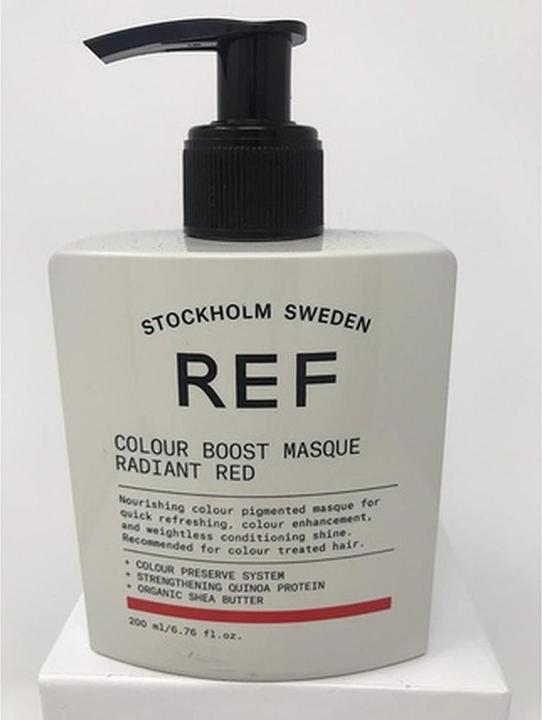 STOCKHOLM SWEDEN
REF
COLOUR BOOST MASQUE
RADIANT RED
Nourishing colour pigmented masque for
quick refreshing, colour enhancement,
and weightless conditioning shine.
Recommended for colour treated hair.
+ COLOUR PRESERVE SYSTEM
+ STRENGTHENING QUINOA PROTEIN
+ ORGANIC SHEA BUTTER
200 ml/6.76 fl.oz.